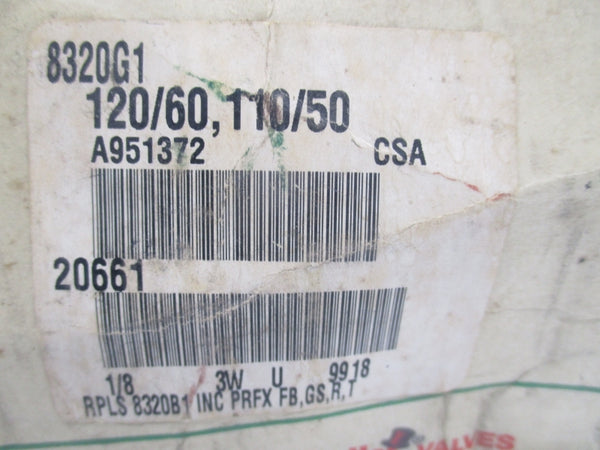 8320G1
120/60,110/50
A951372 CSA
20661
1/8 3W U 9918
RPLS 8320B1 INC PRFX FB,GS,R,T
VALVES